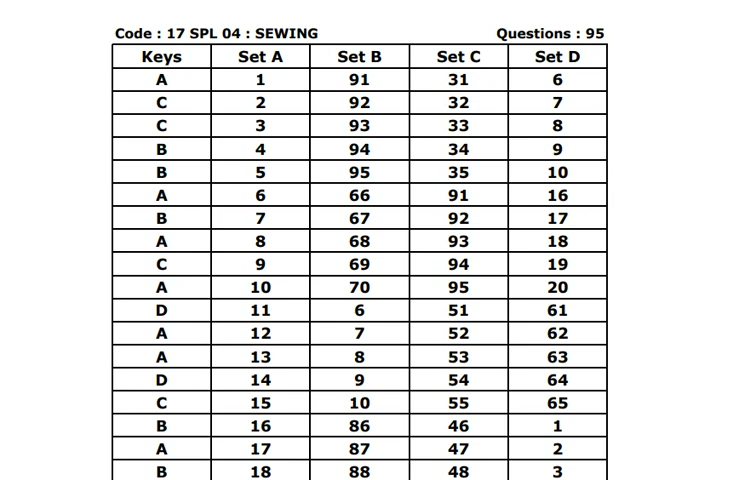 Code : 17 SPL 04 : SEWING Questions : 95
Keys Set A Set B Set C Set D
A 1 91 31 6
C 2 92 32 7
C 3 93 33 8
B 4 94 34 9
B 5 95 35 10
A 6 66 91 16
B 7 67 92 17
A 8 68 93 18
C 9 69 94 19
A 10 70 95 20
D 11 6 51 61
A 12 7 52 62
A 13 8 53 63
D 14 9 54 64
C 15 10 55 65
B 16 86 46 1
A 17 87 47 2
B 18 88 48 3